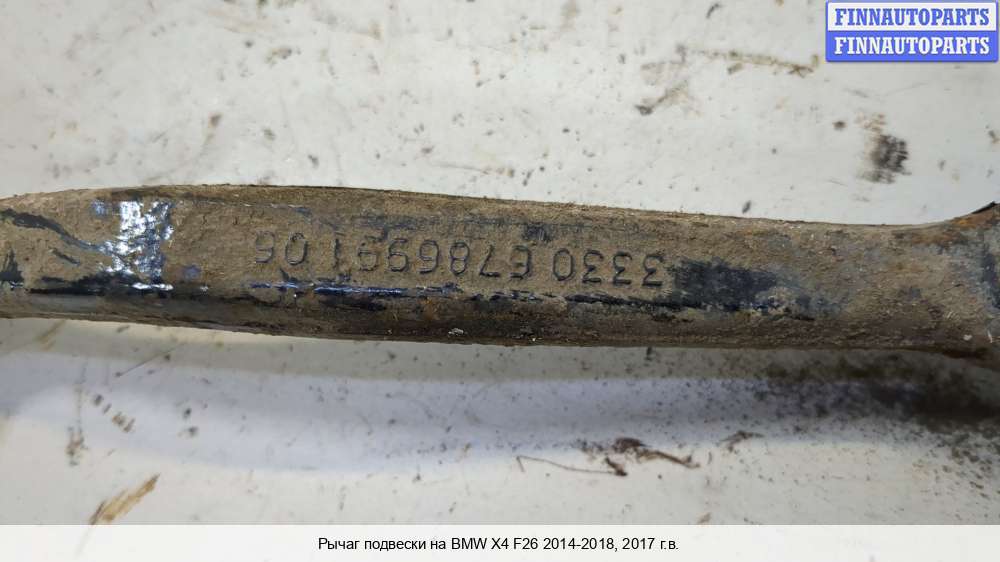 FINNAUTOPARTS
FINNAUTOPARTS
3330 6786991 06
Рычаг подвески на BMW X4 F26 2014-2018, 2017 г.в.